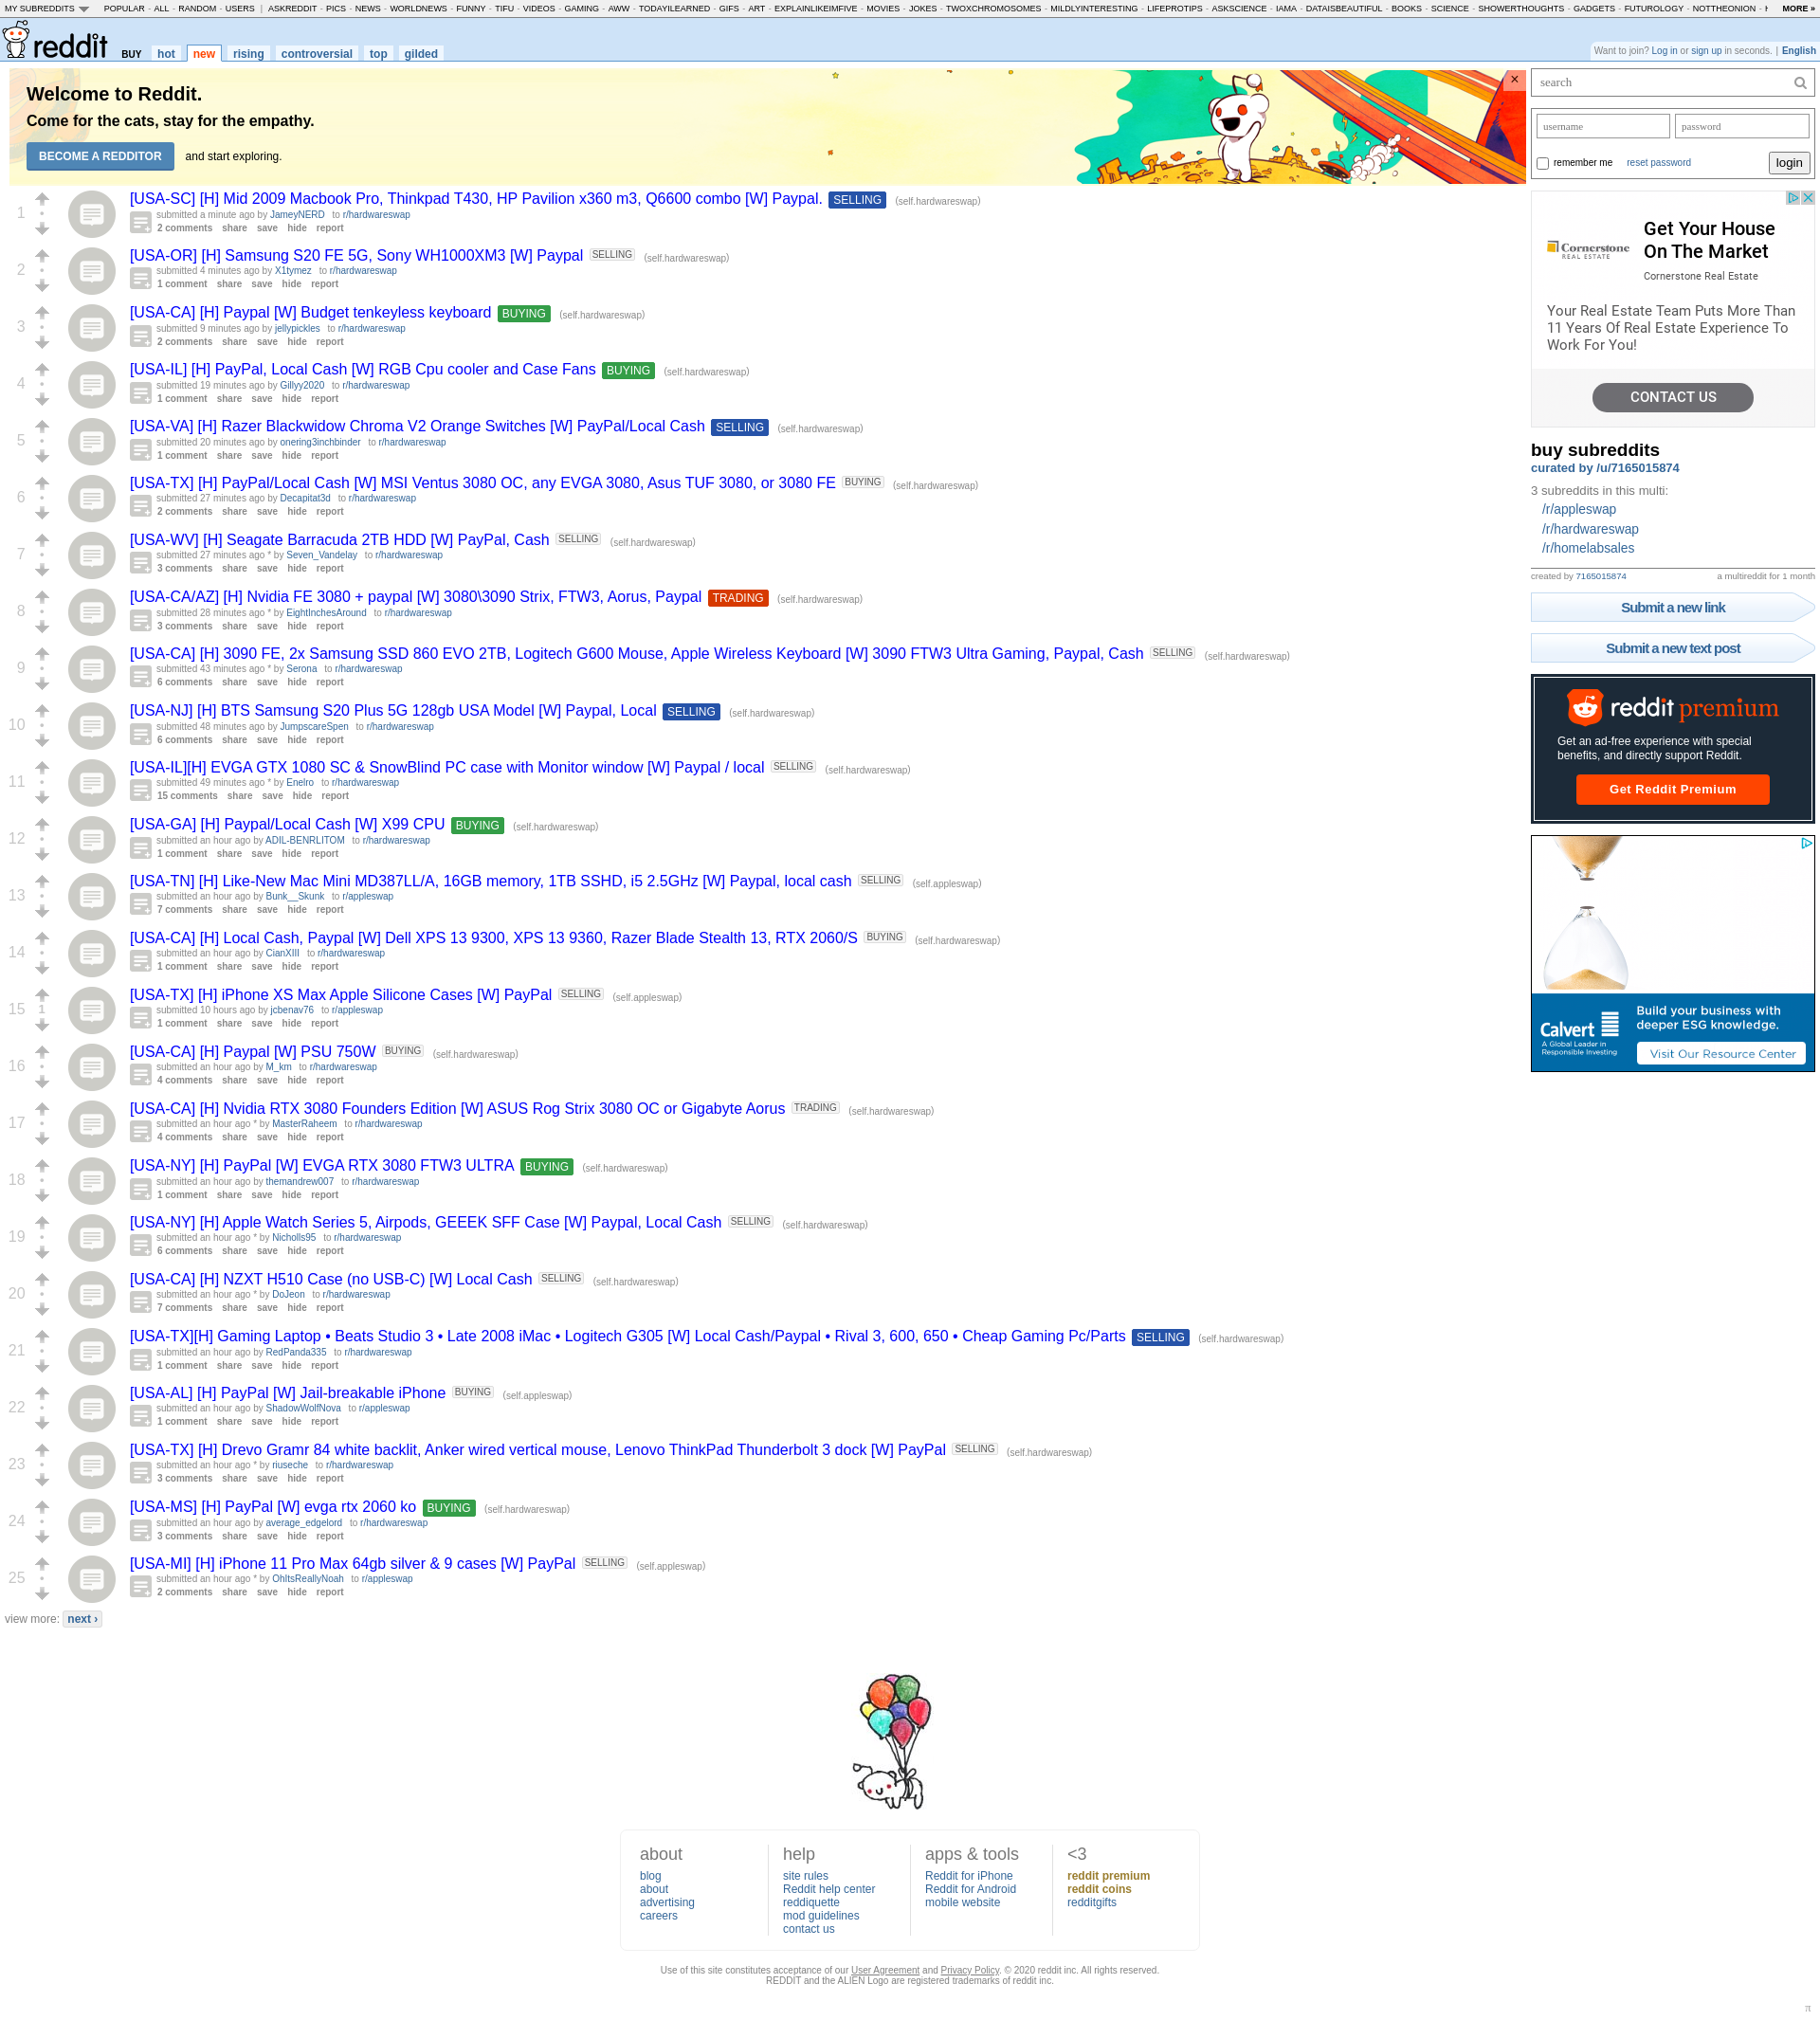 MY SUBREDDITS POPULAR - ALL - RANDOM - USERS | ASKREDDIT - PICS - NEWS - WORLDNEWS - FUNNY - TIFU - VIDEOS - GAMING - AWW - TODAYILEARNED - GIFS - ART - EXPLAINLIKEIMFIVE - MOVIES - JOKES - TWOXCHROMOSOMES - MILDLYINTERESTING - LIFEPROTIPS - ASKSCIENCE - IAMA - DATAISBEAUTIFUL - BOOKS - SCIENCE - SHOWERTHOUGHTS - GADGETS - FUTUROLOGY - NOTTHEONION - MORE »
reddit BUY hot new rising controversial top gilded
Want to join? Log in or sign up in seconds. | English
Welcome to Reddit.
Come for the cats, stay for the empathy.
BECOME A REDDITOR and start exploring.
×
1
[USA-SC] [H] Mid 2009 Macbook Pro, Thinkpad T430, HP Pavilion x360 m3, Q6600 combo [W] Paypal. SELLING (self.hardwareswap)
submitted a minute ago by JameyNERD to r/hardwareswap
2 comments share save hide report
2
[USA-OR] [H] Samsung S20 FE 5G, Sony WH1000XM3 [W] Paypal SELLING (self.hardwareswap)
submitted 4 minutes ago by X1tymez to r/hardwareswap
1 comment share save hide report
3
[USA-CA] [H] Paypal [W] Budget tenkeyless keyboard BUYING (self.hardwareswap)
submitted 9 minutes ago by jellypickles to r/hardwareswap
2 comments share save hide report
4
[USA-IL] [H] PayPal, Local Cash [W] RGB Cpu cooler and Case Fans BUYING (self.hardwareswap)
submitted 19 minutes ago by Gillyy2020 to r/hardwareswap
1 comment share save hide report
5
[USA-VA] [H] Razer Blackwidow Chroma V2 Orange Switches [W] PayPal/Local Cash SELLING (self.hardwareswap)
submitted 20 minutes ago by onering3inchbinder to r/hardwareswap
1 comment share save hide report
6
[USA-TX] [H] PayPal/Local Cash [W] MSI Ventus 3080 OC, any EVGA 3080, Asus TUF 3080, or 3080 FE BUYING (self.hardwareswap)
submitted 27 minutes ago by Decapitat3d to r/hardwareswap
2 comments share save hide report
7
[USA-WV] [H] Seagate Barracuda 2TB HDD [W] PayPal, Cash SELLING (self.hardwareswap)
submitted 27 minutes ago * by Seven_Vandelay to r/hardwareswap
3 comments share save hide report
8
[USA-CA/AZ] [H] Nvidia FE 3080 + paypal [W] 3080\3090 Strix, FTW3, Aorus, Paypal TRADING (self.hardwareswap)
submitted 28 minutes ago * by EightInchesAround to r/hardwareswap
3 comments share save hide report
9
[USA-CA] [H] 3090 FE, 2x Samsung SSD 860 EVO 2TB, Logitech G600 Mouse, Apple Wireless Keyboard [W] 3090 FTW3 Ultra Gaming, Paypal, Cash SELLING (self.hardwareswap)
submitted 43 minutes ago * by Serona to r/hardwareswap
6 comments share save hide report
10
[USA-NJ] [H] BTS Samsung S20 Plus 5G 128gb USA Model [W] Paypal, Local SELLING (self.hardwareswap)
submitted 48 minutes ago by JumpscareSpen to r/hardwareswap
6 comments share save hide report
11
[USA-IL][H] EVGA GTX 1080 SC & SnowBlind PC case with Monitor window [W] Paypal / local SELLING (self.hardwareswap)
submitted 49 minutes ago * by Enelro to r/hardwareswap
15 comments share save hide report
12
[USA-GA] [H] Paypal/Local Cash [W] X99 CPU BUYING (self.hardwareswap)
submitted an hour ago by ADIL-BENRLITOM to r/hardwareswap
1 comment share save hide report
13
[USA-TN] [H] Like-New Mac Mini MD387LL/A, 16GB memory, 1TB SSHD, i5 2.5GHz [W] Paypal, local cash SELLING (self.appleswap)
submitted an hour ago by Bunk__Skunk to r/appleswap
7 comments share save hide report
14
[USA-CA] [H] Local Cash, Paypal [W] Dell XPS 13 9300, XPS 13 9360, Razer Blade Stealth 13, RTX 2060/S BUYING (self.hardwareswap)
submitted an hour ago by CianXIII to r/hardwareswap
1 comment share save hide report
15 1
[USA-TX] [H] iPhone XS Max Apple Silicone Cases [W] PayPal SELLING (self.appleswap)
submitted 10 hours ago by jcbenav76 to r/appleswap
1 comment share save hide report
16
[USA-CA] [H] Paypal [W] PSU 750W BUYING (self.hardwareswap)
submitted an hour ago by M_km to r/hardwareswap
4 comments share save hide report
17
[USA-CA] [H] Nvidia RTX 3080 Founders Edition [W] ASUS Rog Strix 3080 OC or Gigabyte Aorus TRADING (self.hardwareswap)
submitted an hour ago * by MasterRaheem to r/hardwareswap
4 comments share save hide report
18
[USA-NY] [H] PayPal [W] EVGA RTX 3080 FTW3 ULTRA BUYING (self.hardwareswap)
submitted an hour ago by themandrew007 to r/hardwareswap
1 comment share save hide report
19
[USA-NY] [H] Apple Watch Series 5, Airpods, GEEEK SFF Case [W] Paypal, Local Cash SELLING (self.hardwareswap)
submitted an hour ago * by Nicholls95 to r/hardwareswap
6 comments share save hide report
20
[USA-CA] [H] NZXT H510 Case (no USB-C) [W] Local Cash SELLING (self.hardwareswap)
submitted an hour ago * by DoJeon to r/hardwareswap
7 comments share save hide report
21
[USA-TX][H] Gaming Laptop • Beats Studio 3 • Late 2008 iMac • Logitech G305 [W] Local Cash/Paypal • Rival 3, 600, 650 • Cheap Gaming Pc/Parts SELLING (self.hardwareswap)
submitted an hour ago by RedPanda335 to r/hardwareswap
1 comment share save hide report
22
[USA-AL] [H] PayPal [W] Jail-breakable iPhone BUYING (self.appleswap)
submitted an hour ago by ShadowWolfNova to r/appleswap
1 comment share save hide report
23
[USA-TX] [H] Drevo Gramr 84 white backlit, Anker wired vertical mouse, Lenovo ThinkPad Thunderbolt 3 dock [W] PayPal SELLING (self.hardwareswap)
submitted an hour ago * by riuseche to r/hardwareswap
3 comments share save hide report
24
[USA-MS] [H] PayPal [W] evga rtx 2060 ko BUYING (self.hardwareswap)
submitted an hour ago by average_edgelord to r/hardwareswap
3 comments share save hide report
25
[USA-MI] [H] iPhone 11 Pro Max 64gb silver & 9 cases [W] PayPal SELLING (self.appleswap)
submitted an hour ago * by OhItsReallyNoah to r/appleswap
2 comments share save hide report
view more: next ›
search
username password
remember me reset password login
Get Your House
On The Market
Cornerstone
REAL ESTATE
Cornerstone Real Estate
Your Real Estate Team Puts More Than
11 Years Of Real Estate Experience To
Work For You!
CONTACT US
buy subreddits
curated by /u/7165015874
3 subreddits in this multi:
/r/appleswap
/r/hardwareswap
/r/homelabsales
created by 7165015874 a multireddit for 1 month
Submit a new link
Submit a new text post
reddit premium
Get an ad-free experience with special
benefits, and directly support Reddit.
Get Reddit Premium
Calvert
A Global Leader in
Responsible Investing
Build your business with
deeper ESG knowledge.
Visit Our Resource Center
about
blog
about
advertising
careers
help
site rules
Reddit help center
reddiquette
mod guidelines
contact us
apps & tools
Reddit for iPhone
Reddit for Android
mobile website
<3
reddit premium
reddit coins
redditgifts
Use of this site constitutes acceptance of our User Agreement and Privacy Policy. © 2020 reddit inc. All rights reserved.
REDDIT and the ALIEN Logo are registered trademarks of reddit inc.
π